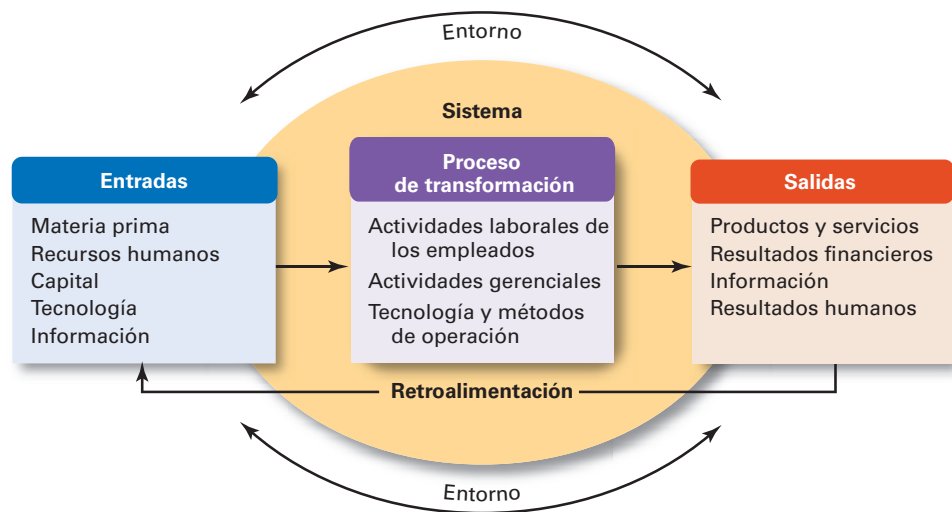 Entorno
Sistema
Entradas
Materia prima
Recursos humanos
Capital
Tecnología
Información
Proceso
de transformación
Actividades laborales de
los empleados
Actividades gerenciales
Tecnología y métodos
de operación
Salidas
Productos y servicios
Resultados financieros
Información
Resultados humanos
Retroalimentación
Entorno